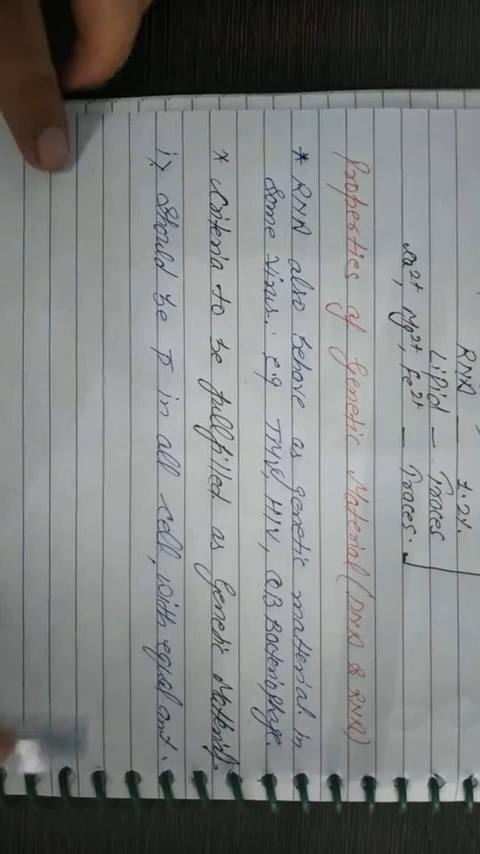 RNA - 1.2%.
Lipid - Traces
Ca2+, Mg2+, Fe2+ - Traces.
Properties of Genetic Material (DNA & RNA)
* RNA also behave as genetic material in
some virus. e.g TMV, HIV, QB Bacteriophage.
* Criteria to be fullfilled as Genetic Material:-
i) Should be P in all cell, with equal amt.